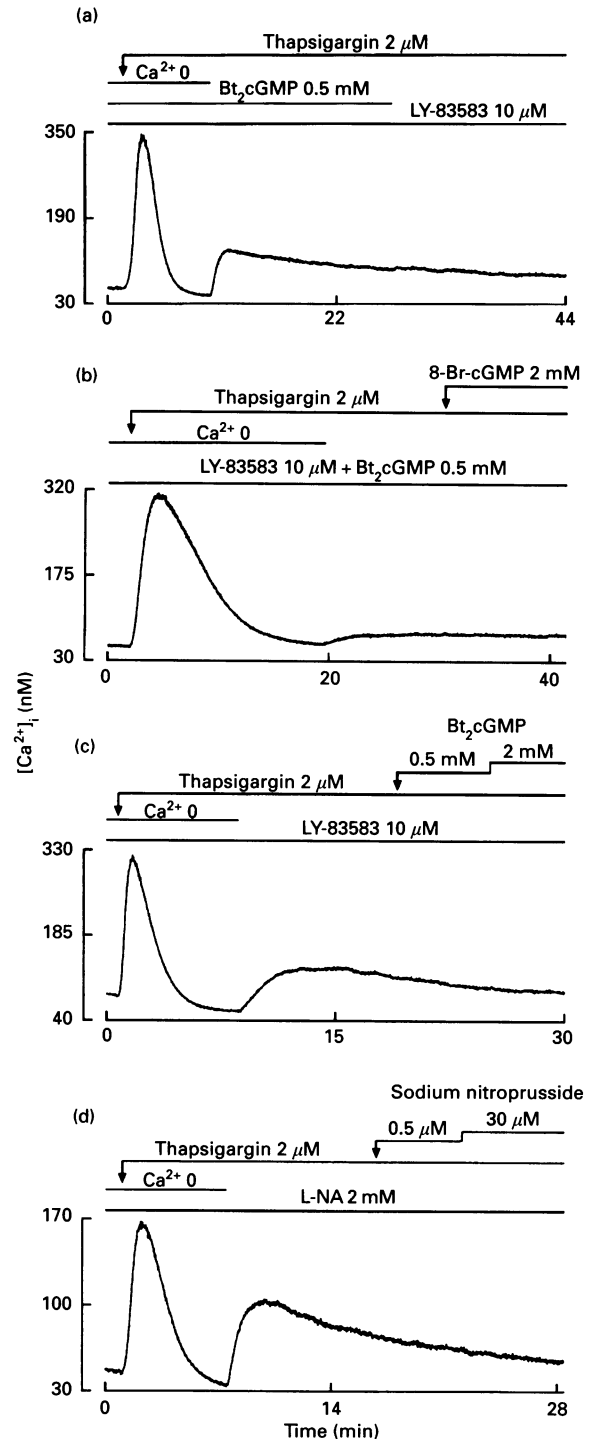 (a)
Thapsigargin 2 μM
Ca²⁺ 0
Bt₂cGMP 0.5 mM
LY-83583 10 μM
350
190
30
0 22 44
(b)
8-Br-cGMP 2 mM
Thapsigargin 2 μM
Ca²⁺ 0
LY-83583 10 μM + Bt₂cGMP 0.5 mM
320
175
30
0 20 40
[Ca²⁺]ᵢ (nM)
(c)
Bt₂cGMP
0.5 mM 2 mM
Thapsigargin 2 μM
Ca²⁺ 0
LY-83583 10 μM
330
185
40
0 15 30
(d)
Sodium nitroprusside
0.5 μM 30 μM
Thapsigargin 2 μM
Ca²⁺ 0
L-NA 2 mM
170
100
30
0 14 28
Time (min)